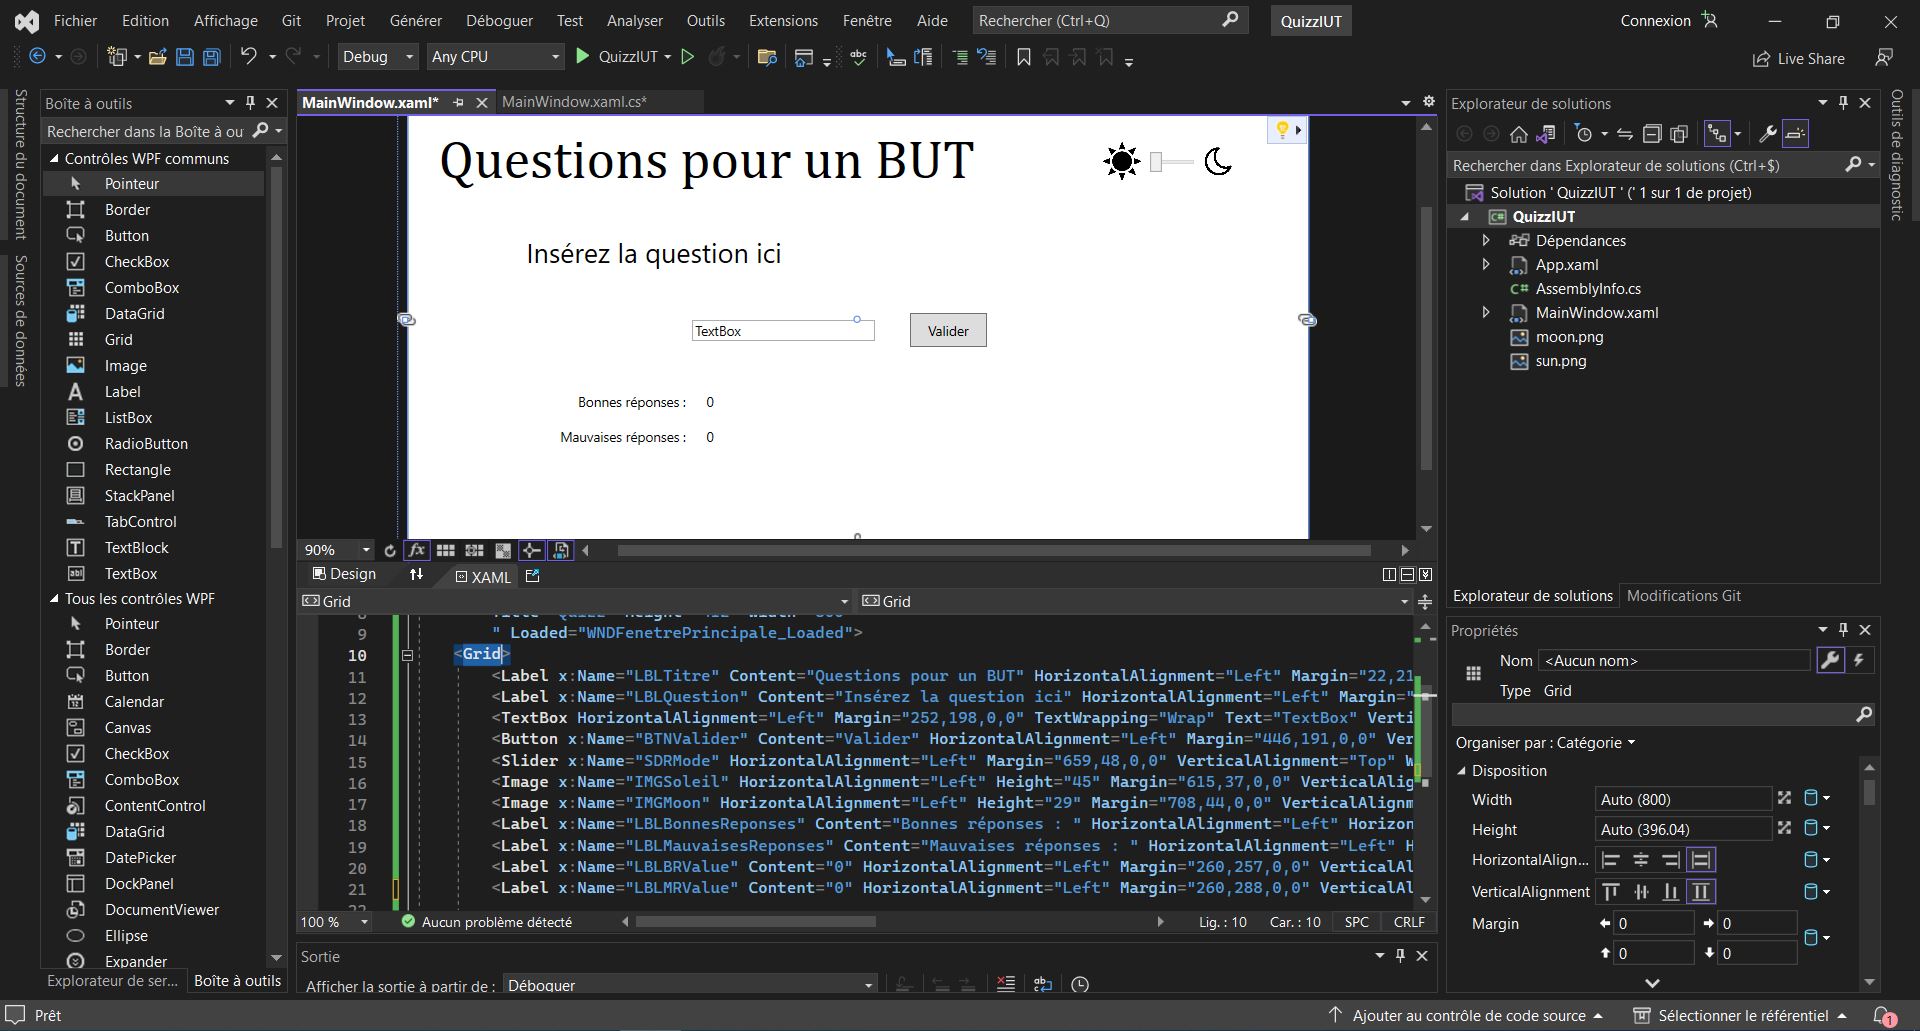 Fichier Edition Affichage Git Projet Générer Déboguer Test Analyser Outils Extensions Fenêtre Aide Rechercher (Ctrl+Q) QuizzIUT Connexion
Debug Any CPU QuizzIUT Live Share
Structure du document
Sources de données
Boîte à outils
Rechercher dans la Boîte à ou
Contrôles WPF communs
Pointeur
Border
Button
CheckBox
ComboBox
DataGrid
Grid
Image
Label
ListBox
RadioButton
Rectangle
StackPanel
TabControl
TextBlock
TextBox
Tous les contrôles WPF
Pointeur
Border
Button
Calendar
Canvas
CheckBox
ComboBox
ContentControl
DataGrid
DatePicker
DockPanel
DocumentViewer
Ellipse
Expander
Explorateur de ser... Boîte à outils
MainWindow.xaml* MainWindow.xaml.cs*
Questions pour un BUT
Insérez la question ici
TextBox Valider
Bonnes réponses : 0
Mauvaises réponses : 0
90%
Design XAML
Grid Grid
9 " Loaded="WNDFenetrePrincipale_Loaded">
10 <Grid>
11 <Label x:Name="LBLTitre" Content="Questions pour un BUT" HorizontalAlignment="Left" Margin="22,21
12 <Label x:Name="LBLQuestion" Content="Insérez la question ici" HorizontalAlignment="Left" Margin="
13 <TextBox HorizontalAlignment="Left" Margin="252,198,0,0" TextWrapping="Wrap" Text="TextBox" Verti
14 <Button x:Name="BTNValider" Content="Valider" HorizontalAlignment="Left" Margin="446,191,0,0" Ver
15 <Slider x:Name="SDRMode" HorizontalAlignment="Left" Margin="659,48,0,0" VerticalAlignment="Top" W
16 <Image x:Name="IMGSoleil" HorizontalAlignment="Left" Height="45" Margin="615,37,0,0" VerticalAlig
17 <Image x:Name="IMGMoon" HorizontalAlignment="Left" Height="29" Margin="708,44,0,0" VerticalAlignm
18 <Label x:Name="LBLBonnesReponses" Content="Bonnes réponses : " HorizontalAlignment="Left" Horizon
19 <Label x:Name="LBLMauvaisesReponses" Content="Mauvaises réponses : " HorizontalAlignment="Left" H
20 <Label x:Name="LBLBRValue" Content="0" HorizontalAlignment="Left" Margin="260,257,0,0" VerticalAl
21 <Label x:Name="LBLMRValue" Content="0" HorizontalAlignment="Left" Margin="260,288,0,0" VerticalAl
100 % Aucun problème détecté Lig. : 10 Car. : 10 SPC CRLF
Sortie
Afficher la sortie à partir de : Déboguer
Explorateur de solutions
Rechercher dans Explorateur de solutions (Ctrl+$)
Solution ' QuizzIUT ' (' 1 sur 1 de projet)
QuizzIUT
Dépendances
App.xaml
AssemblyInfo.cs
MainWindow.xaml
moon.png
sun.png
Explorateur de solutions Modifications Git
Propriétés
Nom <Aucun nom>
Type Grid
Organiser par : Catégorie
Disposition
Width Auto (800)
Height Auto (396.04)
HorizontalAlign...
VerticalAlignment
Margin 0 0
0 0
Outils de diagnostic
Prêt Ajouter au contrôle de code source Sélectionner le référentiel 1